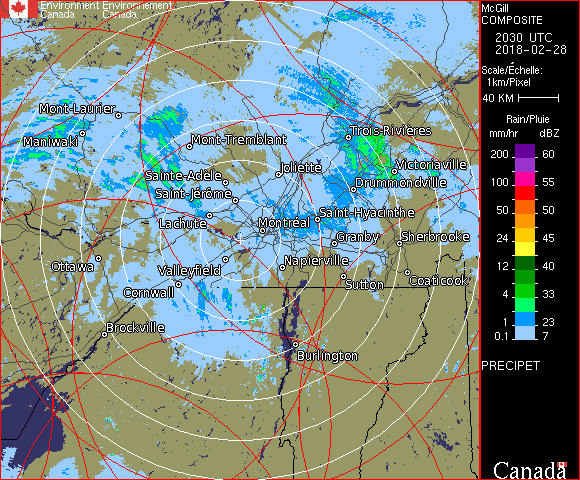 Environment Environnement
Canada Canada
McGill
COMPOSITE
2030 UTC
2018-02-28
Scale/Échelle:
1km/Pixel
40 KM
Rain/Pluie
mm/hr dBZ
200 60
100 55
50 50
24 45
12 40
8 33
4 30
1 23
0.1 7
PRECIPET
Canada
Mont-Laurier
Maniwaki
Mont-Tremblant
Trois-Rivières
Victoriaville
Joliette
Sainte-Adèle
Drummondville
Saint-Jérôme
Saint-Hyacinthe
Lachute
Montréal
Granby
Sherbrooke
Ottawa
Valleyfield
Napierville
Sutton
Coaticook
Cornwall
Brockville
Burlington